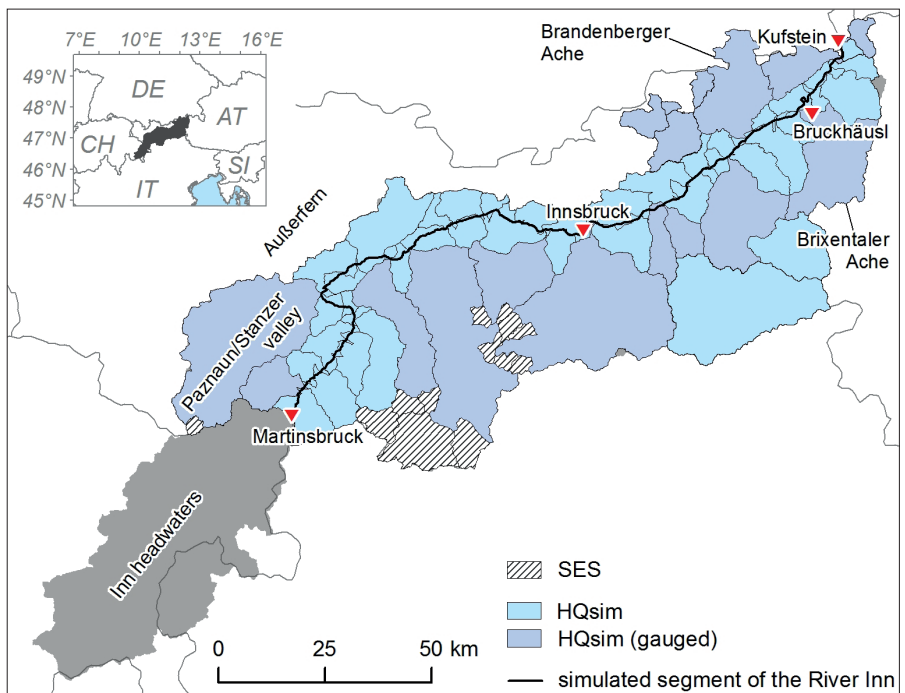 7°E 10°E 13°E 16°E
49°N
48°N
47°N
46°N
45°N
DE
AT
CH
SI
IT
Brandenberger
Ache
Kufstein
Bruckhäusl
Innsbruck
Außerfern
Brixentaler
Ache
Paznaun/Stanzer
valley
Martinsbruck
Inn headwaters
SES
HQsim
HQsim (gauged)
simulated segment of the River Inn
0 25 50 km